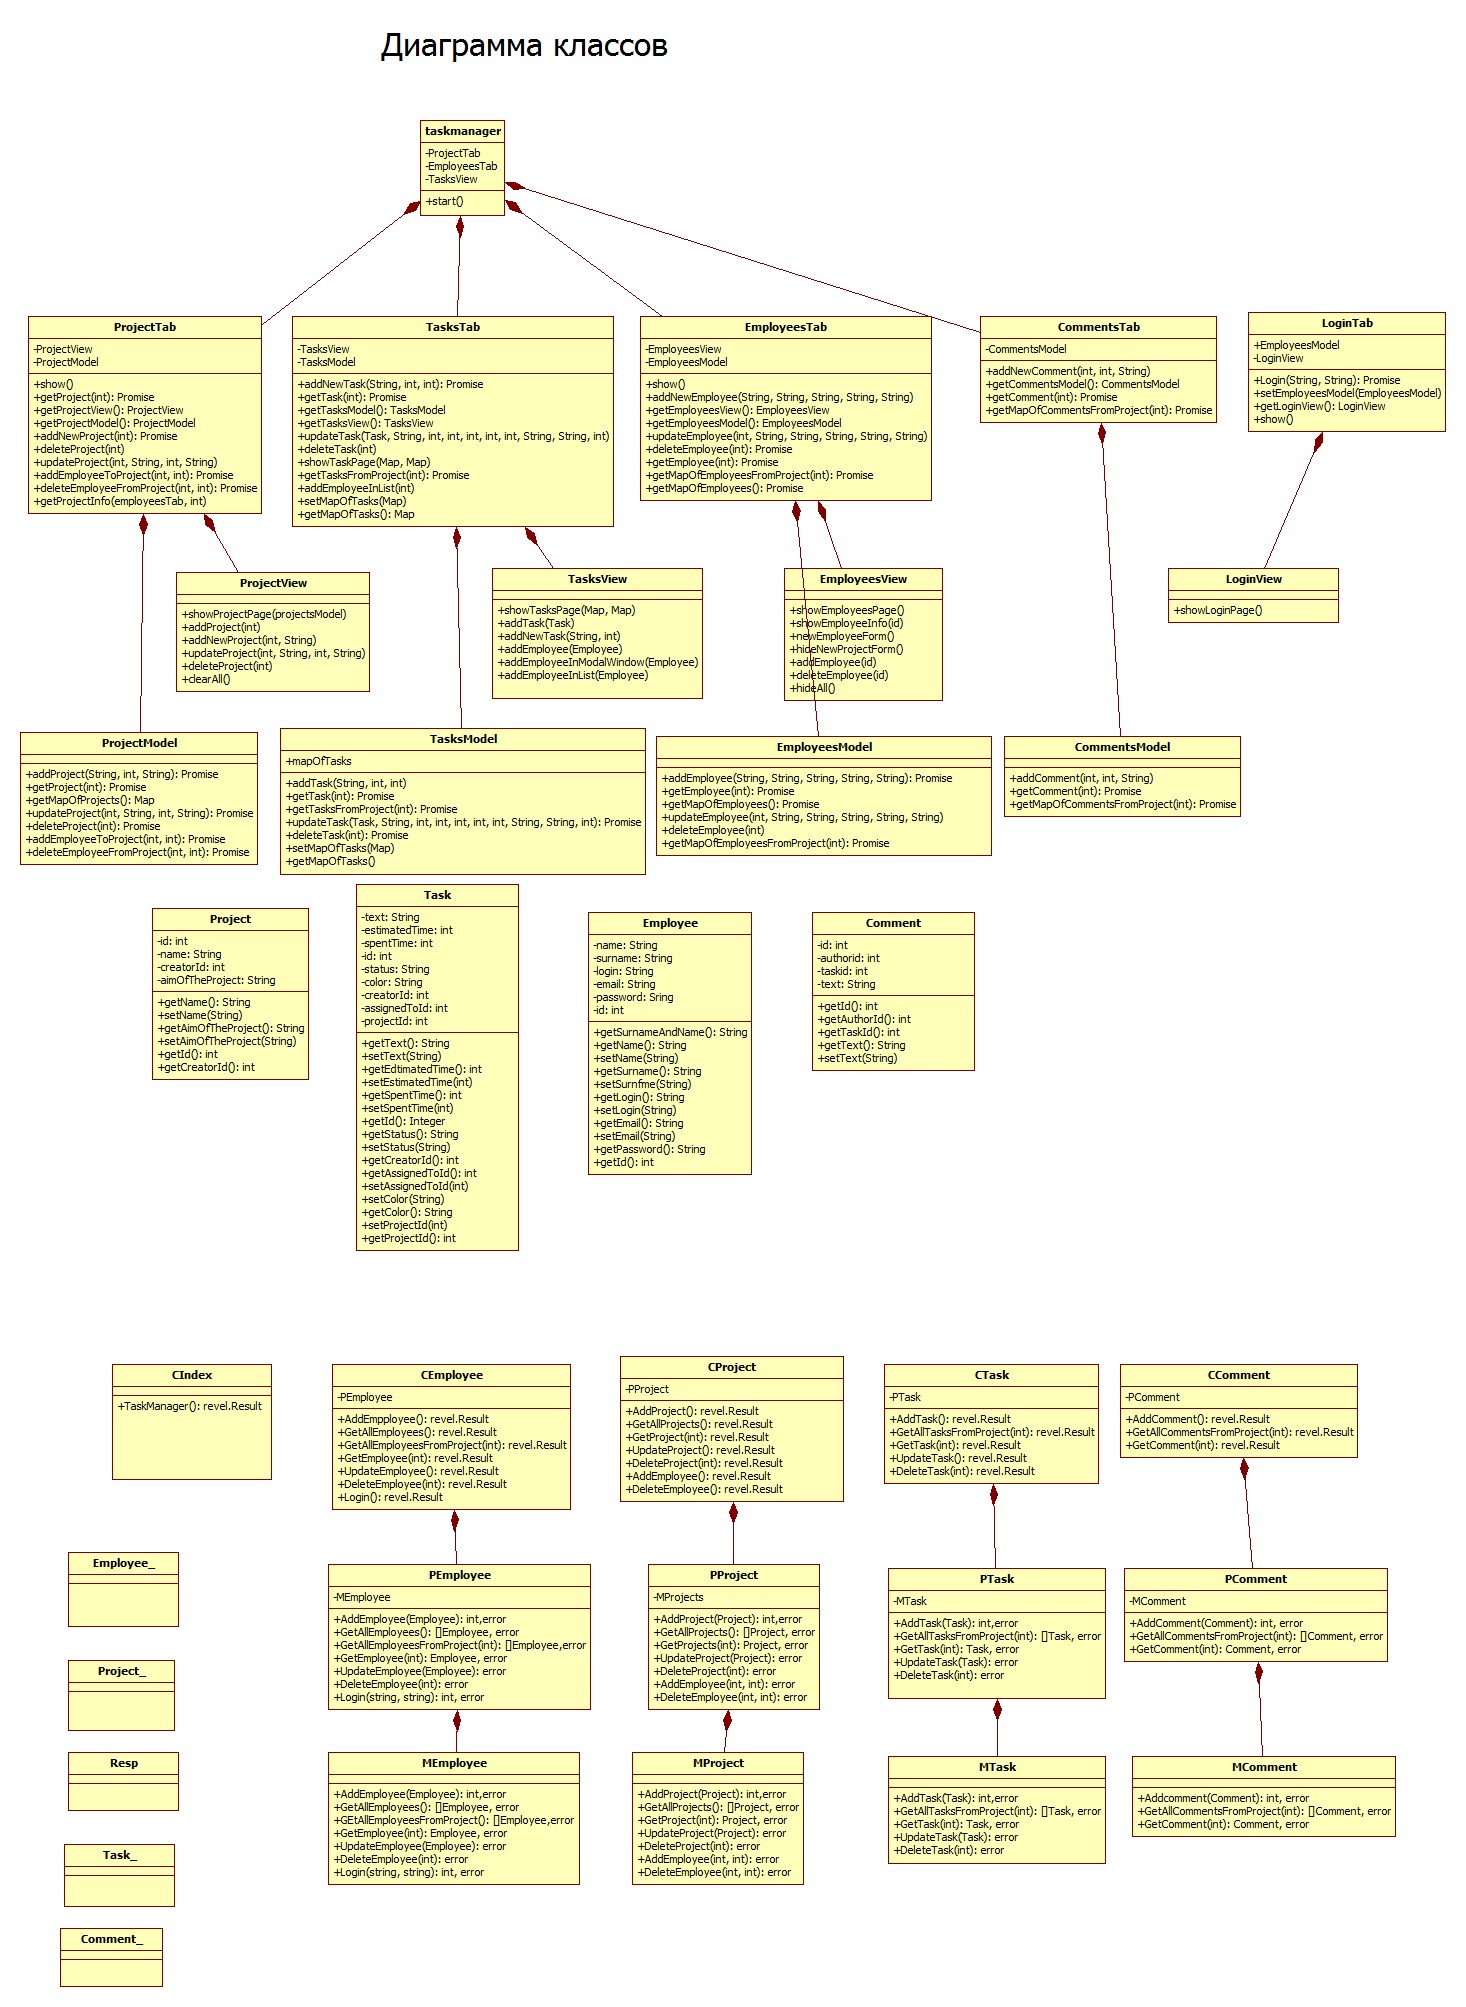 Диаграмма классов
taskmanager
-ProjectTab
-EmployeesTab
-TasksView
+start()
ProjectTab
-ProjectView
-ProjectModel
+show()
+getProject(int): Promise
+getProjectView(): ProjectView
+getProjectModel(): ProjectModel
+addNewProject(int): Promise
+deleteProject(int)
+updateProject(int, String, int, String)
+addEmployeeToProject(int, int): Promise
+deleteEmployeeFromProject(int, int): Promise
+getProjectInfo(employeesTab, int)
TasksTab
-TasksView
-TasksModel
+addNewTask(String, int, int): Promise
+getTask(int): Promise
+getTasksModel(): TasksModel
+getTasksView(): TasksView
+updateTask(Task, String, int, int, int, int, int, String, String, int)
+deleteTask(int)
+showTaskPage(Map, Map)
+getTasksFromProject(int): Promise
+addEmployeeInList(int)
+setMapOfTasks(Map)
+getMapOfTasks(): Map
EmployeesTab
-EmployeesView
-EmployeesModel
+show()
+addNewEmployee(String, String, String, String, String)
+getEmployeesView(): EmployeesView
+getEmployeesModel(): EmployeesModel
+updateEmployee(int, String, String, String, String, String)
+deleteEmployee(int): Promise
+getEmployee(int): Promise
+getMapOfEmployeesFromProject(int): Promise
+getMapOfEmployees(): Promise
CommentsTab
-CommentsModel
+addNewComment(int, int, String)
+getCommentsModel(): CommentsModel
+getComment(int): Promise
+getMapOfCommentsFromProject(int): Promise
LoginTab
+EmployeesModel
-LoginView
+Login(String, String): Promise
+setEmployeesModel(EmployeesModel)
+getLoginView(): LoginView
+show()
ProjectView
+showProjectPage(projectsModel)
+addProject(int)
+addNewProject(int, String)
+updateProject(int, String, int, String)
+deleteProject(int)
+clearAll()
TasksView
+showTasksPage(Map, Map)
+addTask(Task)
+addNewTask(String, int)
+addEmployee(Employee)
+addEmployeeInModalWindow(Employee)
+addEmployeeInList(Employee)
EmployeesView
+showEmployeesPage()
+showEmployeeInfo(id)
+newEmployeeForm()
+hideNewProjectForm()
+addEmployee(id)
+deleteEmployee(id)
+hideAll()
LoginView
+showLoginPage()
ProjectModel
+addProject(String, int, String): Promise
+getProject(int): Promise
+getMapOfProjects(): Map
+updateProject(int, String, int, String): Promise
+deleteProject(int): Promise
+addEmployeeToProject(int, int): Promise
+deleteEmployeeFromProject(int, int): Promise
TasksModel
+mapOfTasks
+addTask(String, int, int)
+getTask(int): Promise
+getTasksFromProject(int): Promise
+updateTask(Task, String, int, int, int, int, int, String, String, int): Promise
+deleteTask(int): Promise
+setMapOfTasks(Map)
+getMapOfTasks()
EmployeesModel
+addEmployee(String, String, String, String, String): Promise
+getEmployee(int): Promise
+getMapOfEmployees(): Promise
+updateEmployee(int, String, String, String, String, String)
+deleteEmployee(int)
+getMapOfEmployeesFromProject(int): Promise
CommentsModel
+addComment(int, int, String)
+getComment(int): Promise
+getMapOfCommentsFromProject(int): Promise
Project
-id: int
-name: String
-creatorId: int
-aimOfTheProject: String
+getName(): String
+setName(String)
+getAimOfTheProject(): String
+setAimOfTheProject(String)
+getId(): int
+getCreatorId(): int
Task
-text: String
-estimatedTime: int
-spentTime: int
-id: int
-status: String
-color: String
-creatorId: int
-assignedToId: int
-projectId: int
+getText(): String
+setText(String)
+getEdtimatedTime(): int
+setEstimatedTime(int)
+getSpentTime(): int
+setSpentTime(int)
+getId(): Integer
+getStatus(): String
+setStatus(String)
+getCreatorId(): int
+getAssignedToId(): int
+setAssignedToId(int)
+setColor(String)
+getColor(): String
+setProjectId(int)
+getProjectId(): int
Employee
-name: String
-surname: String
-login: String
-email: String
-password: Sring
-id: int
+getSurnameAndName(): String
+getName(): String
+setName(String)
+getSurname(): String
+setSurnfme(String)
+getLogin(): String
+setLogin(String)
+getEmail(): String
+setEmail(String)
+getPassword(): String
+getId(): int
Comment
-id: int
-authorid: int
-taskid: int
-text: String
+getId(): int
+getAuthorId(): int
+getTaskId(): int
+getText(): String
+setText(String)
CIndex
+TaskManager(): revel.Result
CEmployee
-PEmployee
+AddEmpployee(): revel.Result
+GetAllEmployees(): revel.Result
+GetAllEmployeesFromProject(int): revel.Result
+GetEmployee(int): revel.Result
+UpdateEmployee(): revel.Result
+DeleteEmployee(int): revel.Result
+Login(): revel.Result
CProject
-PProject
+AddProject(): revel.Result
+GetAllProjects(): revel.Result
+GetProject(int): revel.Result
+UpdateProject(): revel.Result
+DeleteProject(int): revel.Result
+AddEmployee(): revel.Result
+DeleteEmployee(): revel.Result
CTask
-PTask
+AddTask(): revel.Result
+GetAllTasksFromProject(int): revel.Result
+GetTask(int): revel.Result
+UpdateTask(): revel.Result
+DeleteTask(int): revel.Result
CComment
-PComment
+AddComment(): revel.Result
+GetAllCommentsFromProject(int): revel.Result
+GetComment(int): revel.Result
Employee_
Project_
Resp
Task_
Comment_
PEmployee
-MEmployee
+AddEmployee(Employee): int,error
+GetAllEmployees(): []Employee, error
+GetAllEmployeesFromProject(int): []Employee,error
+GetEmployee(int): Employee, error
+UpdateEmployee(Employee): error
+DeleteEmployee(int): error
+Login(string, string): int, error
PProject
-MProjects
+AddProject(Project): int,error
+GetAllProjects(): []Project, error
+GetProjects(int): Project, error
+UpdateProject(Project): error
+DeleteProject(int): error
+AddEmployee(int, int): error
+DeleteEmployee(int, int): error
PTask
-MTask
+AddTask(Task): int,error
+GetAllTasksFromProject(int): []Task, error
+GetTask(int): Task, error
+UpdateTask(Task): error
+DeleteTask(int): error
PComment
-MComment
+AddComment(Comment): int, error
+GetAllCommentsFromProject(int): []Comment, error
+GetComment(int): Comment, error
MEmployee
+AddEmployee(Employee): int,error
+GetAllEmployees(): []Employee, error
+GEtAllEmployeesFromProject(): []Employee,error
+GetEmployee(int): Employee, error
+UpdateEmployee(Employee): error
+DeleteEmployee(int): error
+Login(string, string): int, error
MProject
+AddProject(Project): int,error
+GetAllProjects(): []Project, error
+GetProject(int): Project, error
+UpdateProject(Project): error
+DeleteProject(int): error
+AddEmployee(int, int): error
+DeleteEmployee(int, int): error
MTask
+AddTask(Task): int,error
+GetAllTasksFromProject(int): []Task, error
+GetTask(int): Task, error
+UpdateTask(Task): error
+DeleteTask(int): error
MComment
+Addcomment(Comment): int, error
+GetAllCommentsFromProject(int): []Comment, error
+GetComment(int): Comment, error